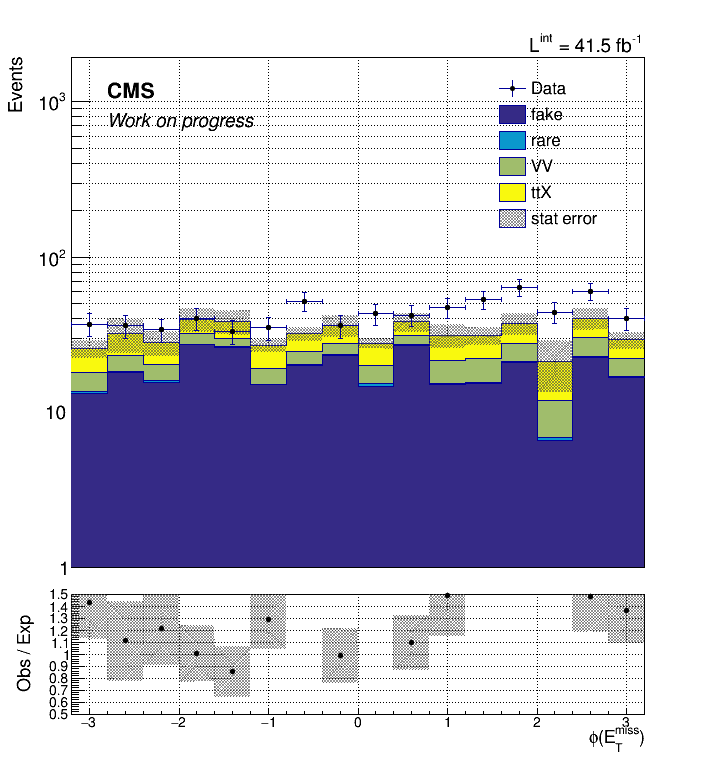 L^int = 41.5 fb^-1
Events
CMS
Work on progress
Data
fake
rare
VV
ttX
stat error
10^3
10^2
10
1
Obs / Exp
1.5
1.4
1.3
1.2
1.1
1
0.9
0.8
0.7
0.6
0.5
−3 −2 −1 0 1 2 3
ϕ(E_T^miss)